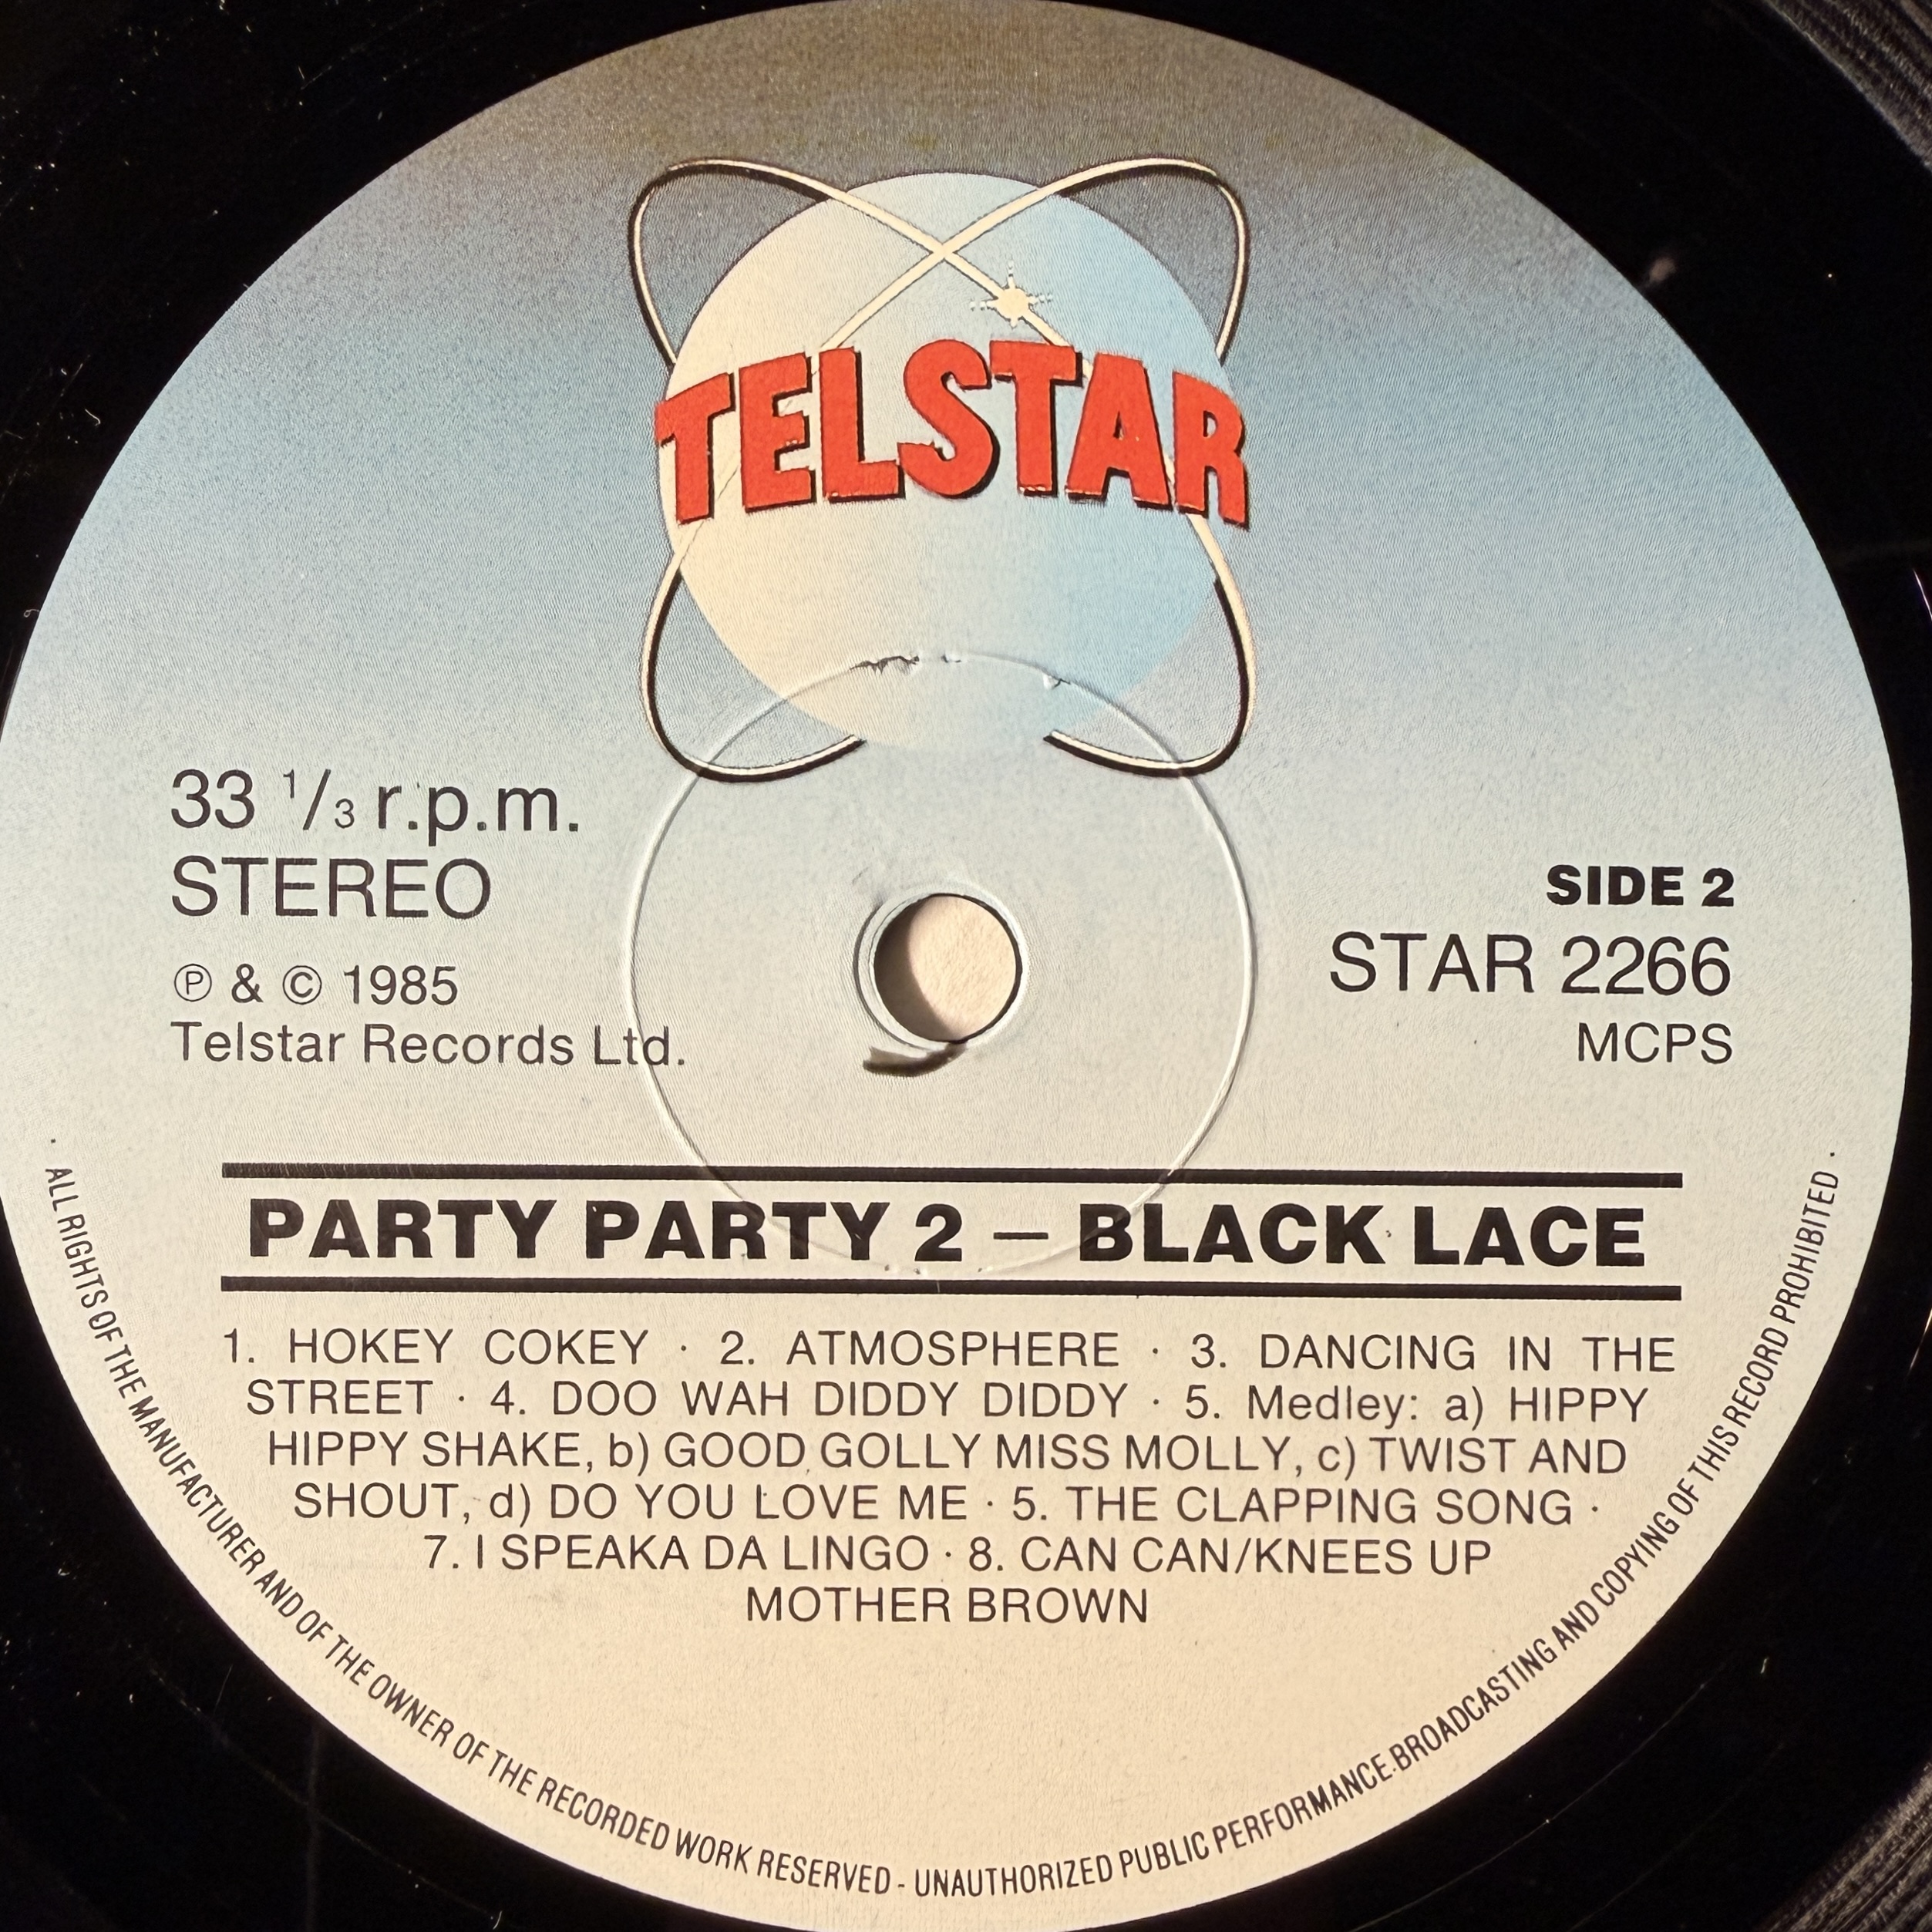 TELSTAR
33 1/3 r.p.m.
STEREO
℗ & © 1985
Telstar Records Ltd.
SIDE 2
STAR 2266
MCPS
PARTY PARTY 2 — BLACK LACE
1. HOKEY COKEY · 2. ATMOSPHERE · 3. DANCING IN THE
STREET · 4. DOO WAH DIDDY DIDDY · 5. Medley: a) HIPPY
HIPPY SHAKE, b) GOOD GOLLY MISS MOLLY, c) TWIST AND
SHOUT, d) DO YOU LOVE ME · 5. THE CLAPPING SONG ·
7. I SPEAKA DA LINGO · 8. CAN CAN/KNEES UP
MOTHER BROWN
· ALL RIGHTS OF THE MANUFACTURER AND OF THE OWNER OF THE RECORDED WORK RESERVED - UNAUTHORIZED PUBLIC PERFORMANCE.BROADCASTING AND COPYING OF THIS RECORD PROHIBITED ·